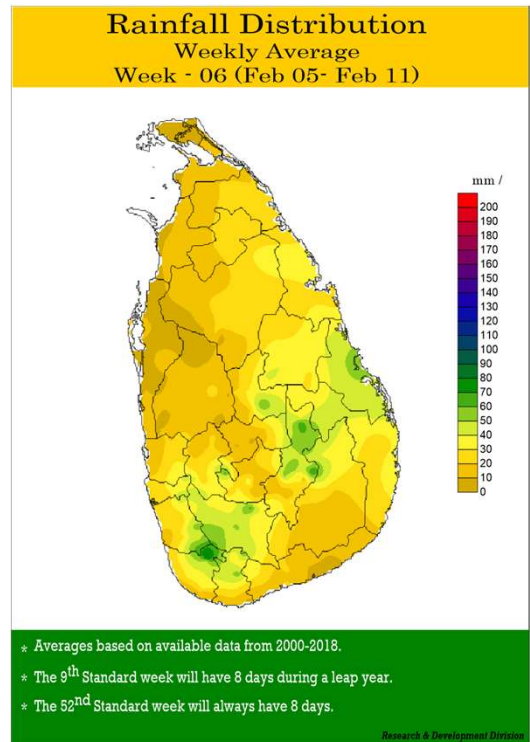 Rainfall Distribution
Weekly Average
Week - 06 (Feb 05- Feb 11)
mm /
200
190
180
170
160
150
140
130
120
110
100
90
80
70
60
50
40
30
20
10
0
* Averages based on available data from 2000-2018.
* The 9th Standard week will have 8 days during a leap year.
* The 52nd Standard week will always have 8 days.
Research & Development Division